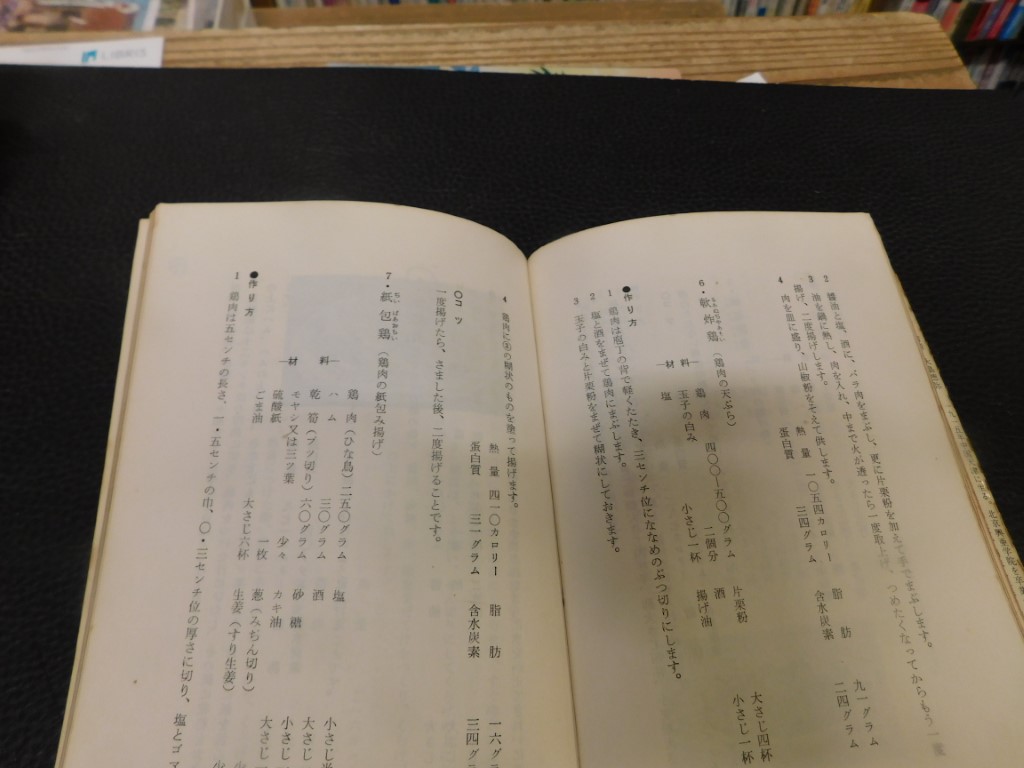 2 醬油と塩、酒に、バラ肉をまぶし、更に片栗粉を加えて手でまぶします。
3 油を鍋に熱し、肉を入れ、中まで火が透ったら一度取上げ、つめたくなってからもう一度
揚げ、二度揚げします。
4 肉を皿に盛り、山椒粉をそえて供します。
熱量 一〇五四カロリー 脂肪 九一グラム
蛋白質 三四グラム 含水炭素 二四グラム
6・軟炸鶏（鶏肉の天ぷら）
材料
鶏肉 四〇〇—五〇〇グラム 片栗粉 大さじ四杯
玉子の白み 二個分 酒 小さじ一杯
塩 小さじ一杯 揚げ油
●作り方
1 鶏肉は庖丁の背で軽くたたき、三センチ位にななめのぶつ切りにします。
2 塩と酒をまぜて鶏肉にまぶします。
3 玉子の白みと片栗粉をまぜて糊状にしておきます。
4 鶏肉に③の糊状のものを塗って揚げます。
熱量 四一〇カロリー 脂肪 一六グラ
蛋白質 三一グラム 含水炭素 三四グ
〇コツ
一度揚げたら、さました後、二度揚げることです。
7・紙包鶏（鶏肉の紙包み揚げ）
材料
鶏肉（ひな鳥）二五〇グラム 塩 小さじ
ハム 三〇グラム 酒 大さじ
乾筍（ブツ切り）六〇グラム 砂糖 小さじ
モヤシ又は三ツ葉 少々 カキ油 大さじ
硫酸紙 一枚 葱（みぢん切り）
ごま油 大さじ六杯 生姜（すり生姜） 少
●作り方
1 鶏肉は五センチの長さ、一・五センチの巾、〇・三センチ位の厚さに切り、塩とゴマ